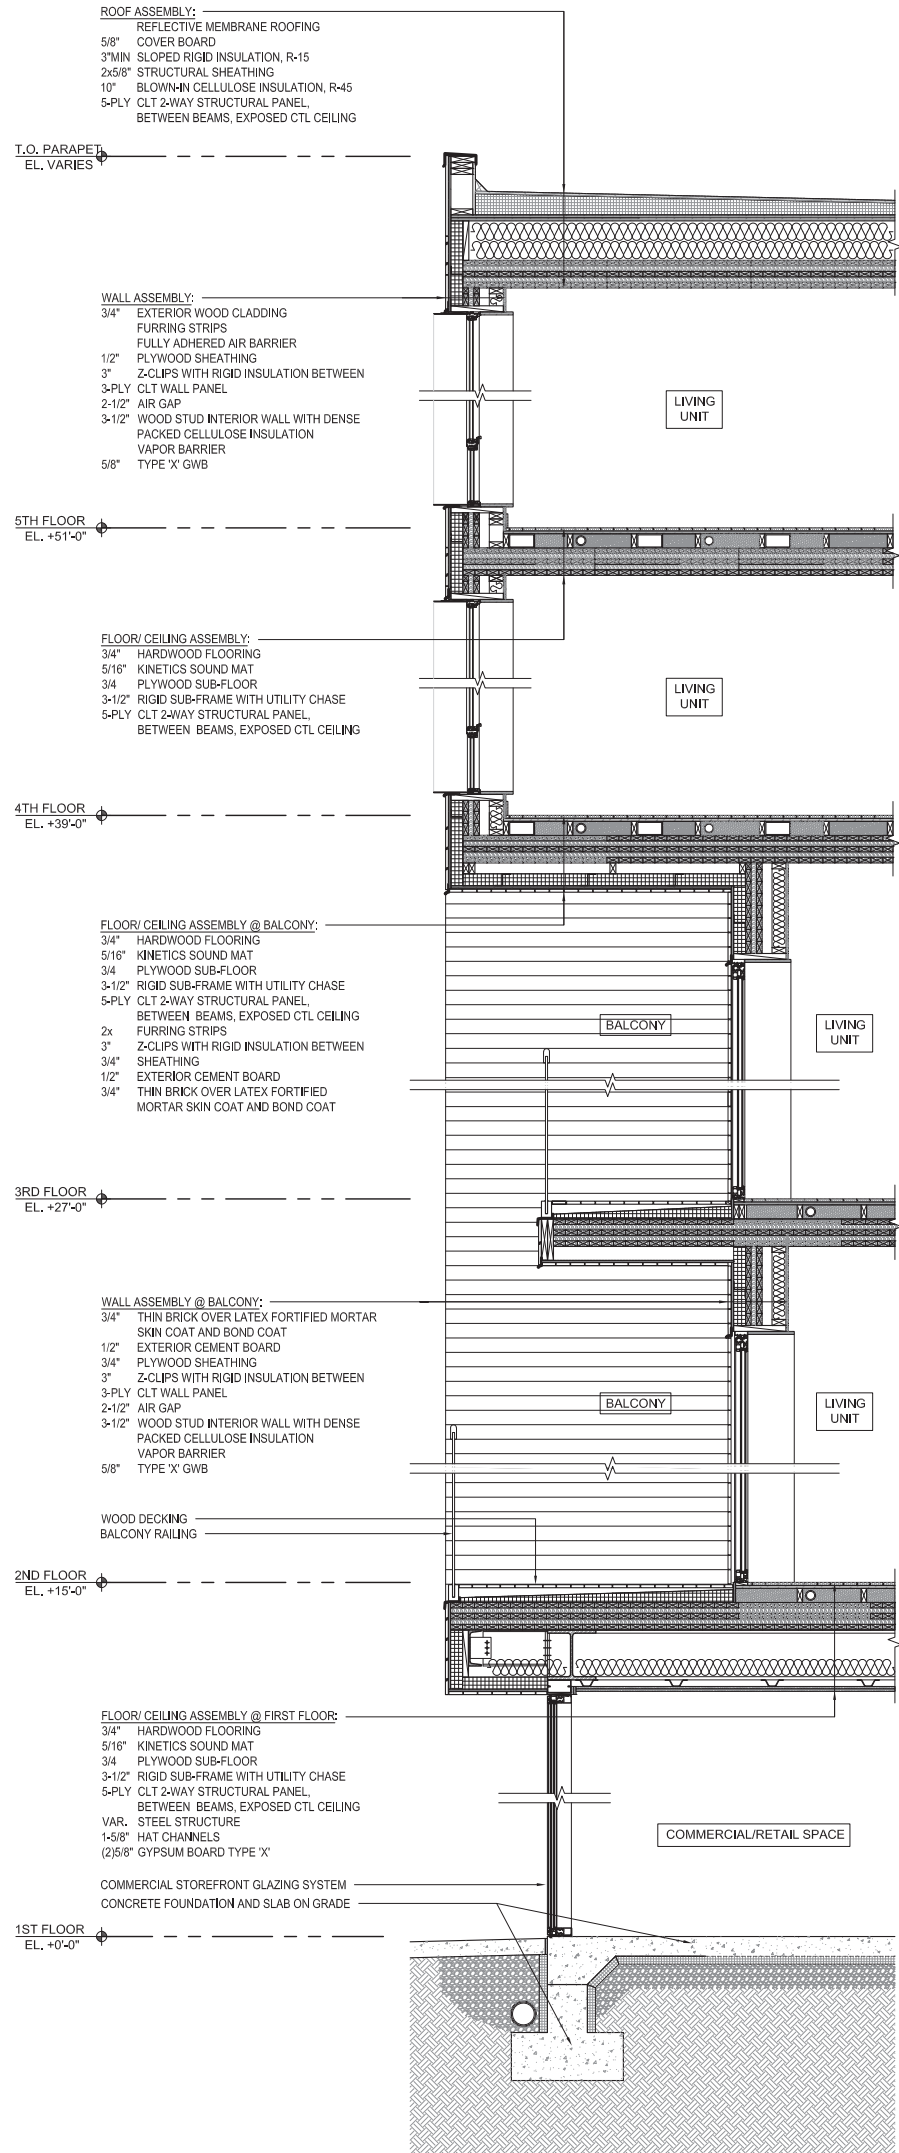 ROOF ASSEMBLY:
REFLECTIVE MEMBRANE ROOFING
5/8" COVER BOARD
3"MIN SLOPED RIGID INSULATION, R-15
2x5/8" STRUCTURAL SHEATHING
10" BLOWN-IN CELLULOSE INSULATION, R-45
5-PLY CLT 2-WAY STRUCTURAL PANEL,
BETWEEN BEAMS, EXPOSED CTL CEILING
T.O. PARAPET
EL. VARIES
WALL ASSEMBLY:
3/4" EXTERIOR WOOD CLADDING
FURRING STRIPS
FULLY ADHERED AIR BARRIER
1/2" PLYWOOD SHEATHING
3" Z-CLIPS WITH RIGID INSULATION BETWEEN
3-PLY CLT WALL PANEL
2-1/2" AIR GAP
3-1/2" WOOD STUD INTERIOR WALL WITH DENSE
PACKED CELLULOSE INSULATION
VAPOR BARRIER
5/8" TYPE 'X' GWB
LIVING
UNIT
5TH FLOOR
EL. +51'-0"
FLOOR/ CEILING ASSEMBLY:
3/4" HARDWOOD FLOORING
5/16" KINETICS SOUND MAT
3/4 PLYWOOD SUB-FLOOR
3-1/2" RIGID SUB-FRAME WITH UTILITY CHASE
5-PLY CLT 2-WAY STRUCTURAL PANEL,
BETWEEN BEAMS, EXPOSED CTL CEILING
LIVING
UNIT
4TH FLOOR
EL. +39'-0"
FLOOR/ CEILING ASSEMBLY @ BALCONY:
3/4" HARDWOOD FLOORING
5/16" KINETICS SOUND MAT
3/4 PLYWOOD SUB-FLOOR
3-1/2" RIGID SUB-FRAME WITH UTILITY CHASE
5-PLY CLT 2-WAY STRUCTURAL PANEL,
BETWEEN BEAMS, EXPOSED CTL CEILING
2x FURRING STRIPS
3" Z-CLIPS WITH RIGID INSULATION BETWEEN
3/4" SHEATHING
1/2" EXTERIOR CEMENT BOARD
3/4" THIN BRICK OVER LATEX FORTIFIED
MORTAR SKIN COAT AND BOND COAT
BALCONY
LIVING
UNIT
3RD FLOOR
EL. +27'-0"
WALL ASSEMBLY @ BALCONY:
3/4" THIN BRICK OVER LATEX FORTIFIED MORTAR
SKIN COAT AND BOND COAT
1/2" EXTERIOR CEMENT BOARD
3/4" PLYWOOD SHEATHING
3" Z-CLIPS WITH RIGID INSULATION BETWEEN
3-PLY CLT WALL PANEL
2-1/2" AIR GAP
3-1/2" WOOD STUD INTERIOR WALL WITH DENSE
PACKED CELLULOSE INSULATION
VAPOR BARRIER
5/8" TYPE 'X' GWB
BALCONY
LIVING
UNIT
WOOD DECKING
BALCONY RAILING
2ND FLOOR
EL. +15'-0"
FLOOR/ CEILING ASSEMBLY @ FIRST FLOOR:
3/4" HARDWOOD FLOORING
5/16" KINETICS SOUND MAT
3/4 PLYWOOD SUB-FLOOR
3-1/2" RIGID SUB-FRAME WITH UTILITY CHASE
5-PLY CLT 2-WAY STRUCTURAL PANEL,
BETWEEN BEAMS, EXPOSED CTL CEILING
VAR. STEEL STRUCTURE
1-5/8" HAT CHANNELS
(2)5/8" GYPSUM BOARD TYPE 'X'
COMMERCIAL/RETAIL SPACE
COMMERCIAL STOREFRONT GLAZING SYSTEM
CONCRETE FOUNDATION AND SLAB ON GRADE
1ST FLOOR
EL. +0'-0"